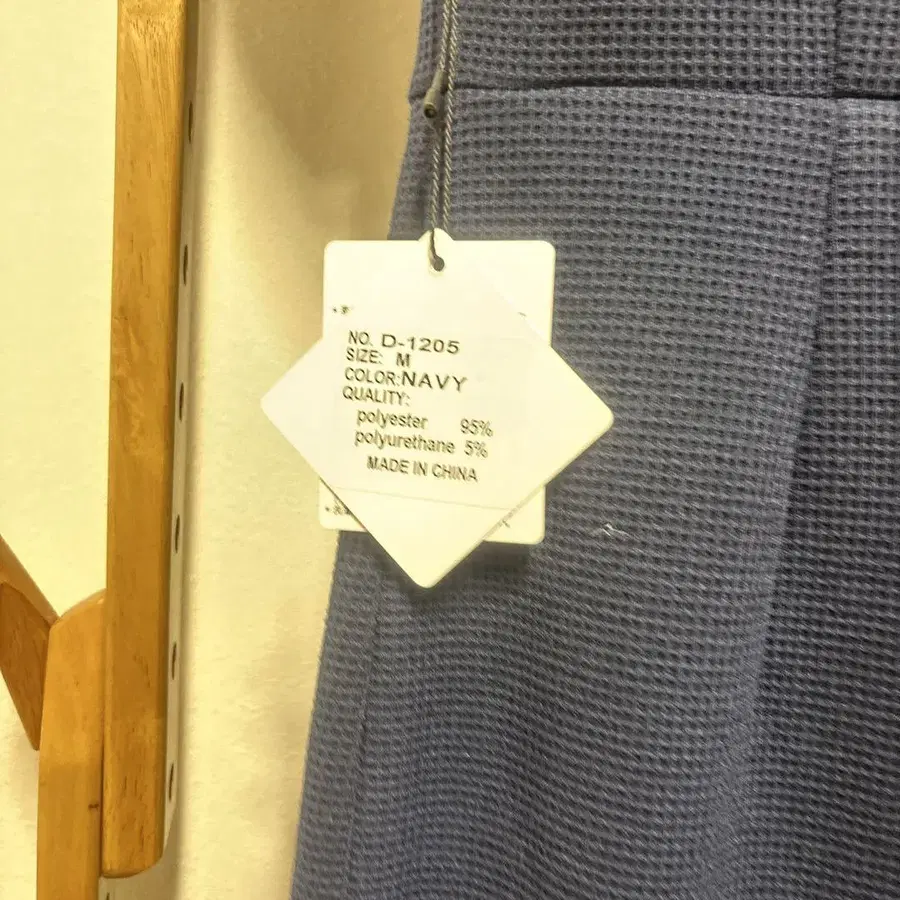 NO. D-1205
SIZE: M
COLOR:NAVY
QUALITY:
polyester 95%
polyurethane 5%
MADE IN CHINA